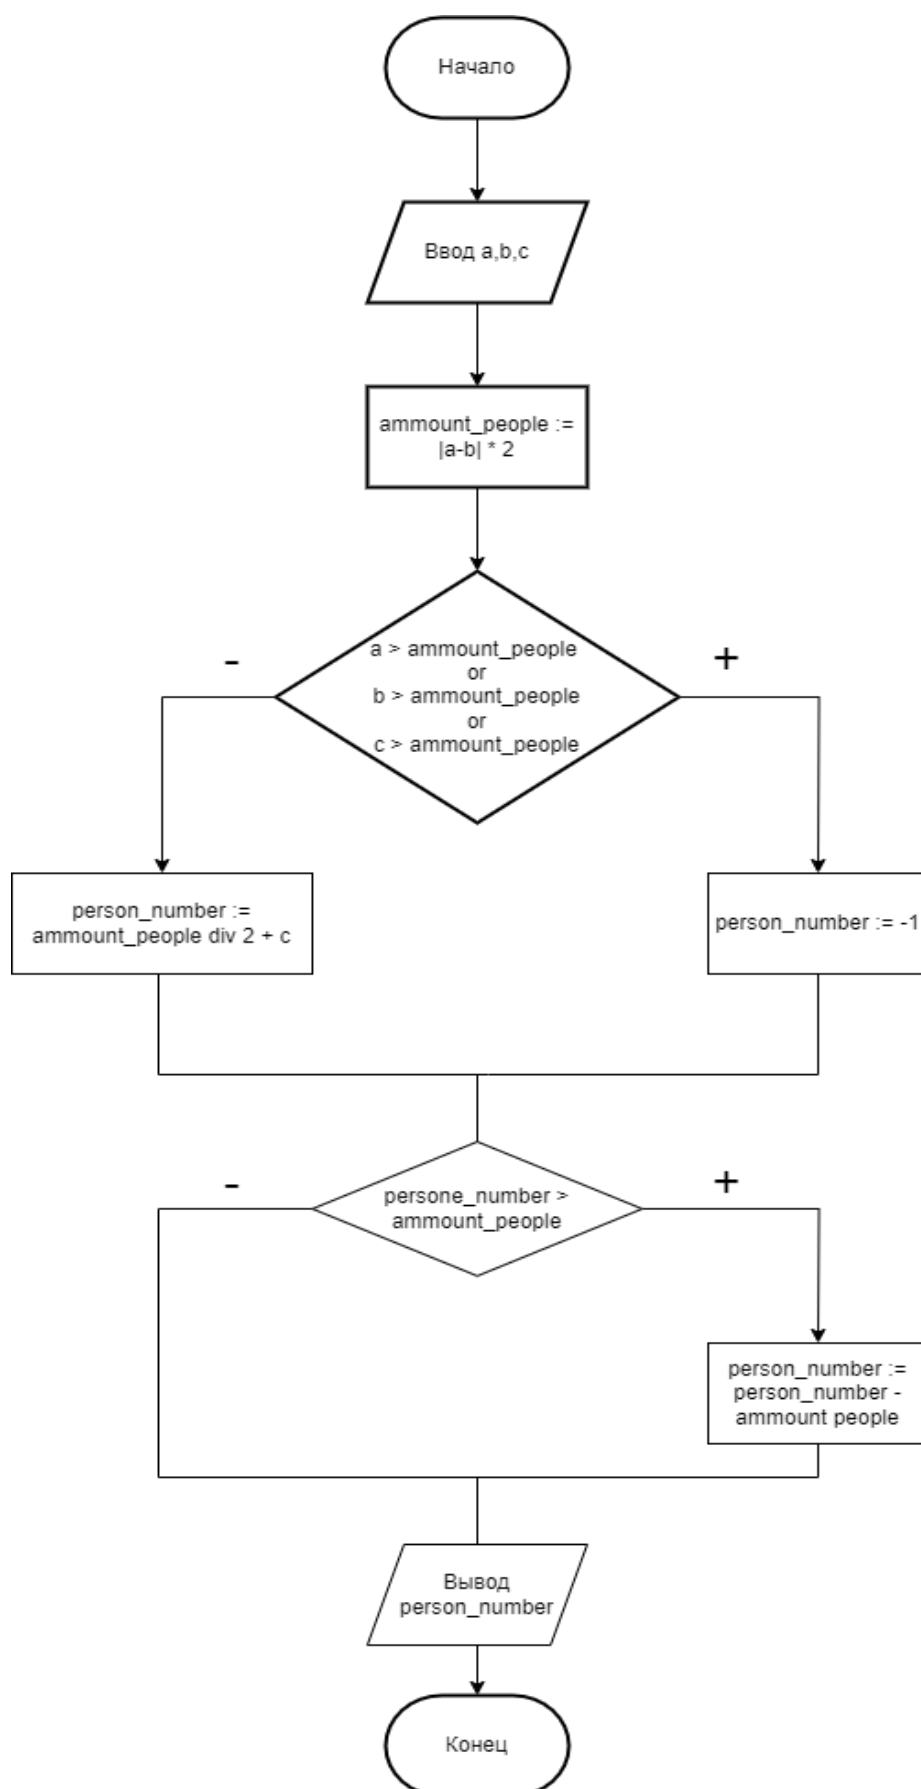 Начало
Ввод a,b,c
ammount_people :=
|a-b| * 2
a > ammount_people
or
b > ammount_people
or
c > ammount_people
-
+
person_number :=
ammount_people div 2 + c
person_number := -1
persone_number >
ammount_people
-
+
person_number :=
person_number -
ammount people
Вывод
person_number
Конец